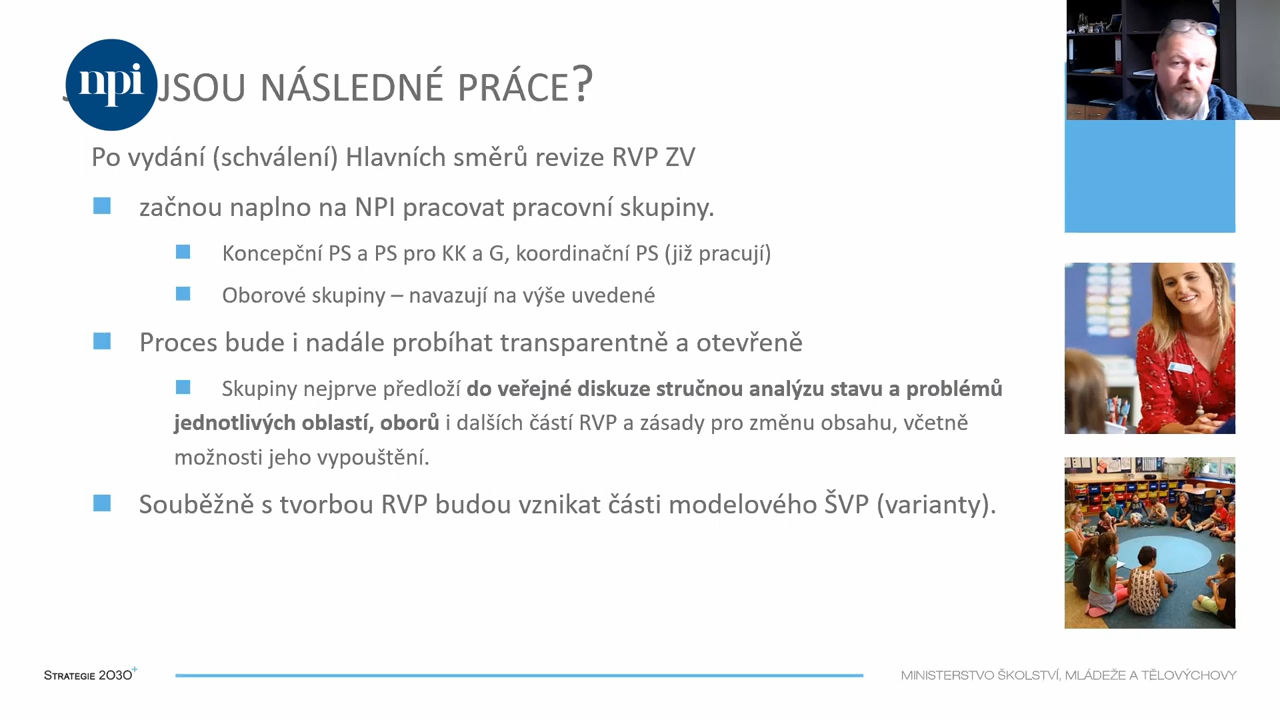 npi
JSOU NÁSLEDNÉ PRÁCE?
Po vydání (schválení) Hlavních směrů revize RVP ZV
začnou naplno na NPI pracovat pracovní skupiny.
Koncepční PS a PS pro KK a G, koordinační PS (již pracují)
Oborové skupiny – navazují na výše uvedené
Proces bude i nadále probíhat transparentně a otevřeně
Skupiny nejprve předloží do veřejné diskuze stručnou analýzu stavu a problémů
jednotlivých oblastí, oborů i dalších částí RVP a zásady pro změnu obsahu, včetně
možnosti jeho vypouštění.
Souběžně s tvorbou RVP budou vznikat části modelového ŠVP (varianty).
STRATEGIE 2030+
MINISTERSTVO ŠKOLSTVÍ, MLÁDEŽE A TĚLOVÝCHOVY